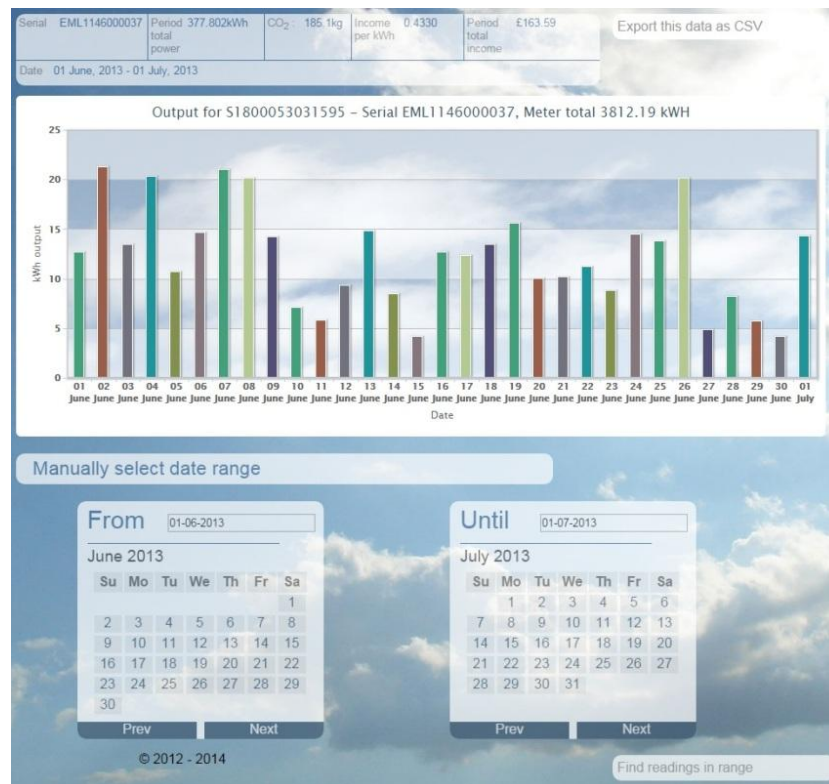 Serial EML1146000037 Period total power 377.802kWh CO2 : 185.1kg Income per kWh 0.4330 Period total income £163.59
Export this data as CSV
Date 01 June, 2013 - 01 July, 2013
Output for S1800053031595 – Serial EML1146000037, Meter total 3812.19 kWH
25
20
15
10
5
0
kWh output
01 02 03 04 05 06 07 08 09 10 11 12 13 14 15 16 17 18 19 20 21 22 23 24 25 26 27 28 29 30 01
June June June June June June June June June June June June June June June June June June June June June June June June June June June June June June July
Date
Manually select date range
From 01-06-2013
June 2013
Su Mo Tu We Th Fr Sa
1
2 3 4 5 6 7 8
9 10 11 12 13 14 15
16 17 18 19 20 21 22
23 24 25 26 27 28 29
30
Prev Next
Until 01-07-2013
July 2013
Su Mo Tu We Th Fr Sa
1 2 3 4 5 6
7 8 9 10 11 12 13
14 15 16 17 18 19 20
21 22 23 24 25 26 27
28 29 30 31
Prev Next
© 2012 - 2014
Find readings in range